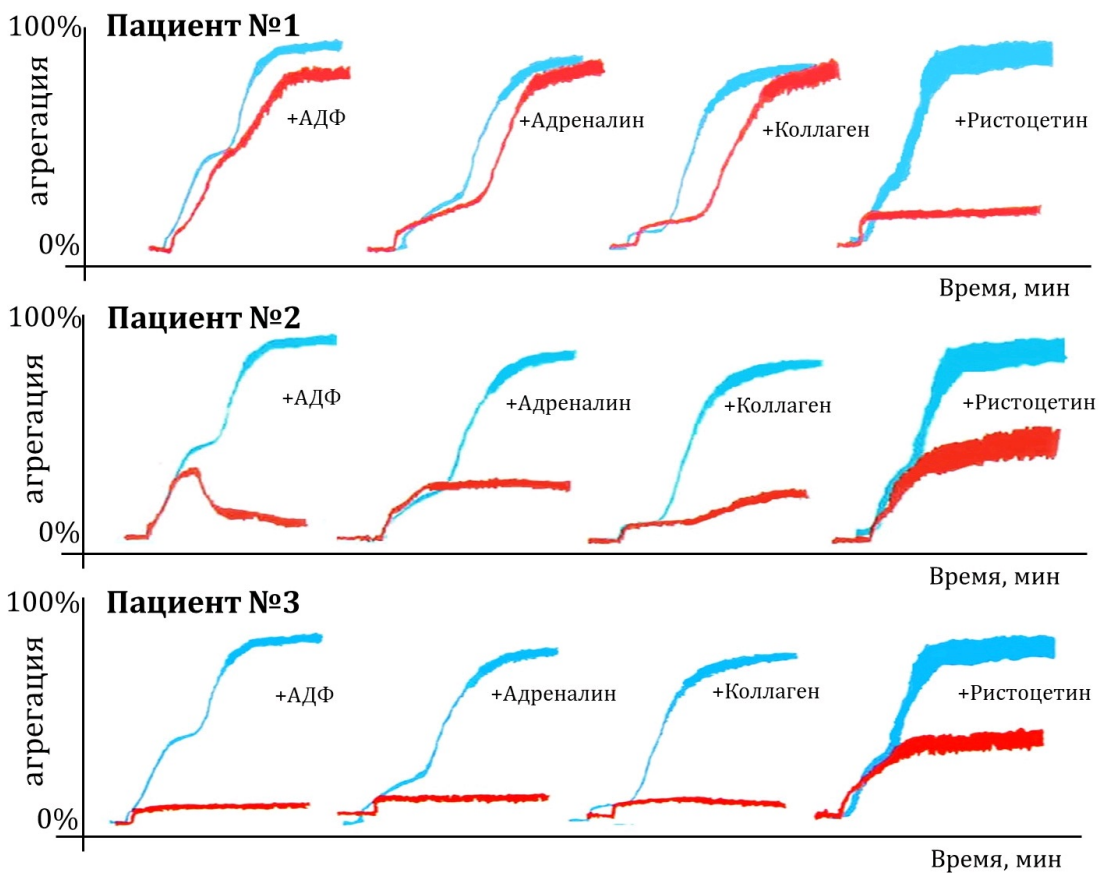 100%
Пациент №1
агрегация
+АДФ
+Адреналин
+Коллаген
+Ристоцетин
0%
Время, мин
100%
Пациент №2
агрегация
+АДФ
+Адреналин
+Коллаген
+Ристоцетин
0%
Время, мин
100%
Пациент №3
агрегация
+АДФ
+Адреналин
+Коллаген
+Ристоцетин
0%
Время, мин